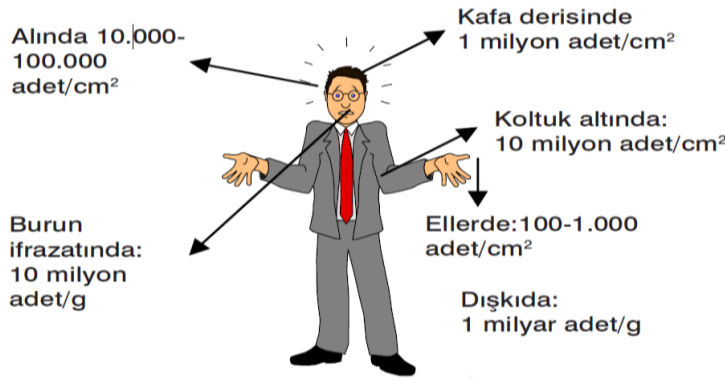 Alında 10.000-
100.000
adet/cm²
Kafa derisinde
1 milyon adet/cm²
Koltuk altında:
10 milyon adet/cm²
Burun
ifrazatında:
10 milyon
adet/g
Ellerde:100-1.000
adet/cm²
Dışkıda:
1 milyar adet/g